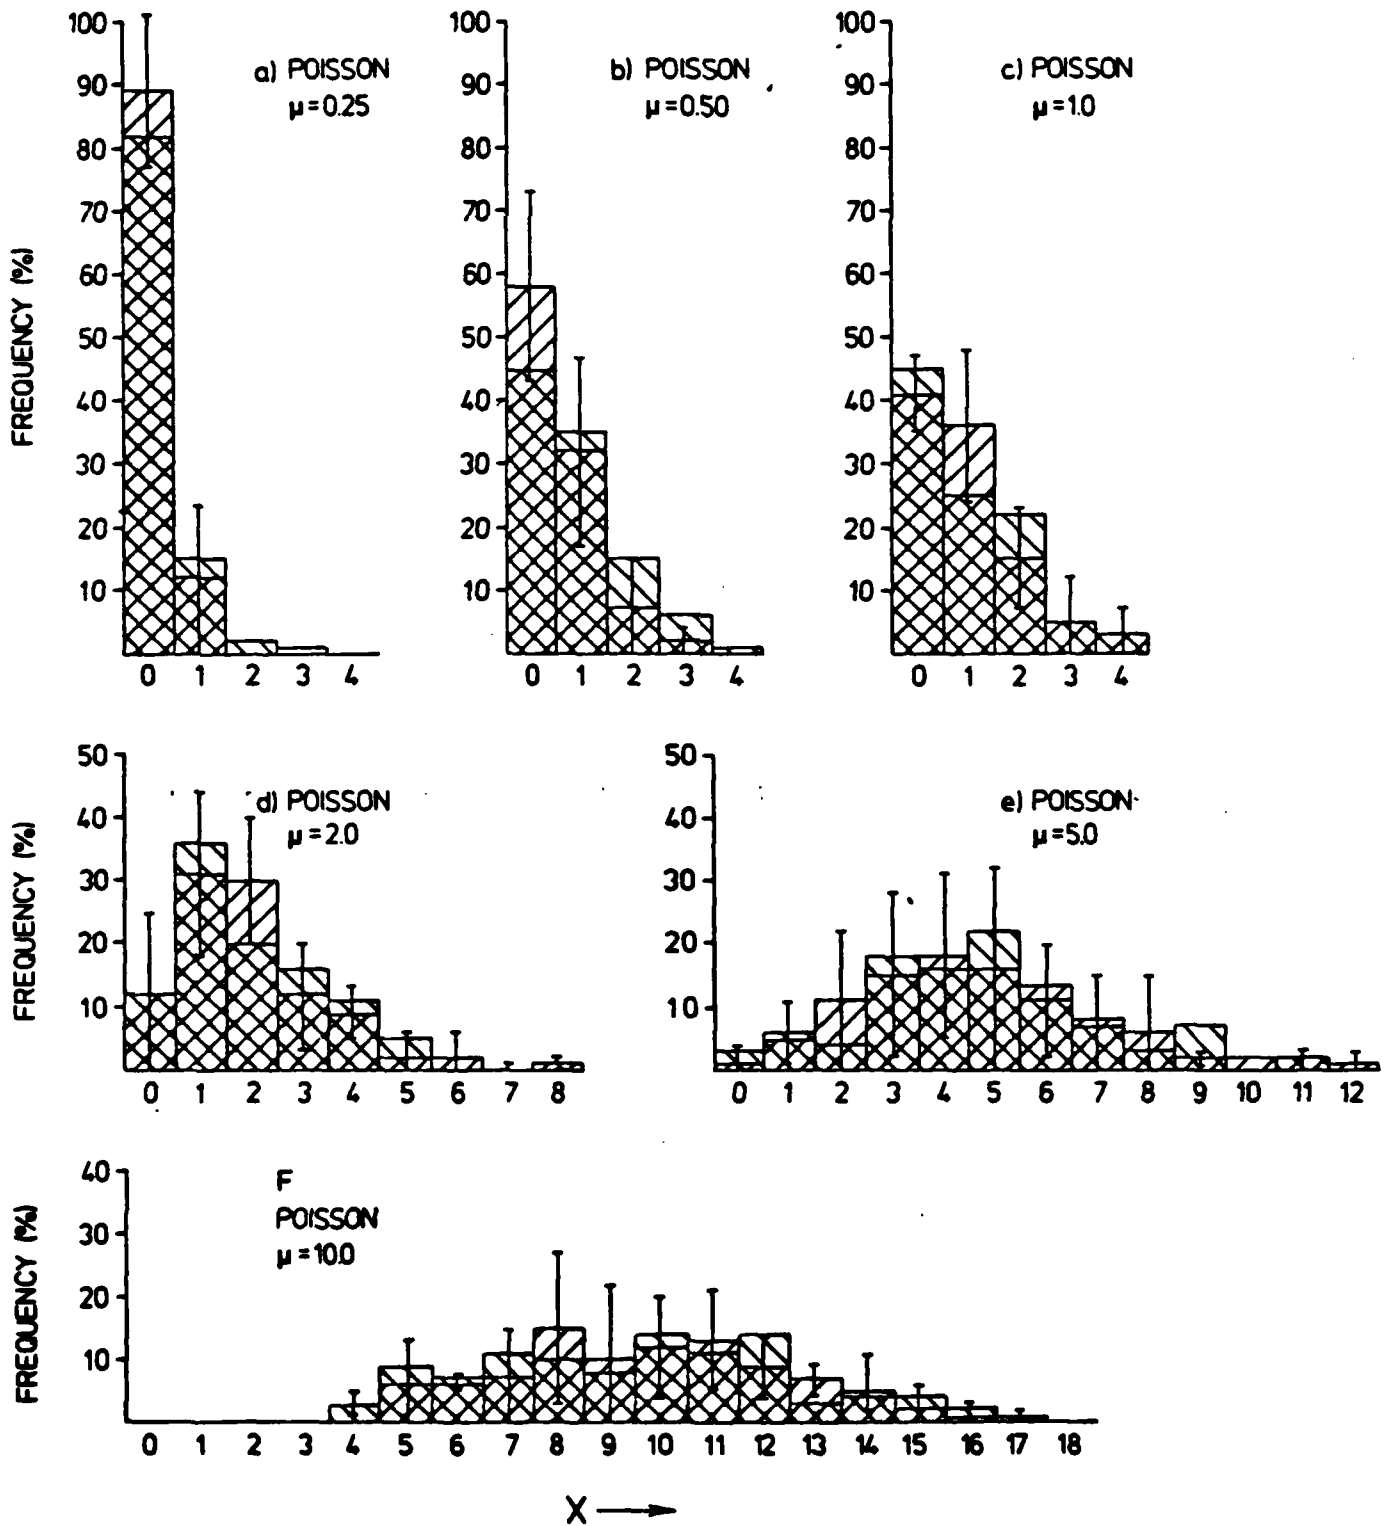 a) POISSON
μ=0.25
b) POISSON
μ=0.50
c) POISSON
μ=1.0
FREQUENCY (%)
100 100 100
90 90 90
80 80 80
70 70 70
60 60 60
50 50 50
40 40 40
30 30 30
20 20 20
10 10 10
0 1 2 3 4 0 1 2 3 4 0 1 2 3 4
d) POISSON
μ=2.0
e) POISSON
μ=5.0
FREQUENCY (%)
50 50
40 40
30 30
20 20
10 10
0 1 2 3 4 5 6 7 8 0 1 2 3 4 5 6 7 8 9 10 11 12
F
POISSON
μ=10.0
FREQUENCY (%)
40
30
20
10
0 1 2 3 4 5 6 7 8 9 10 11 12 13 14 15 16 17 18
X